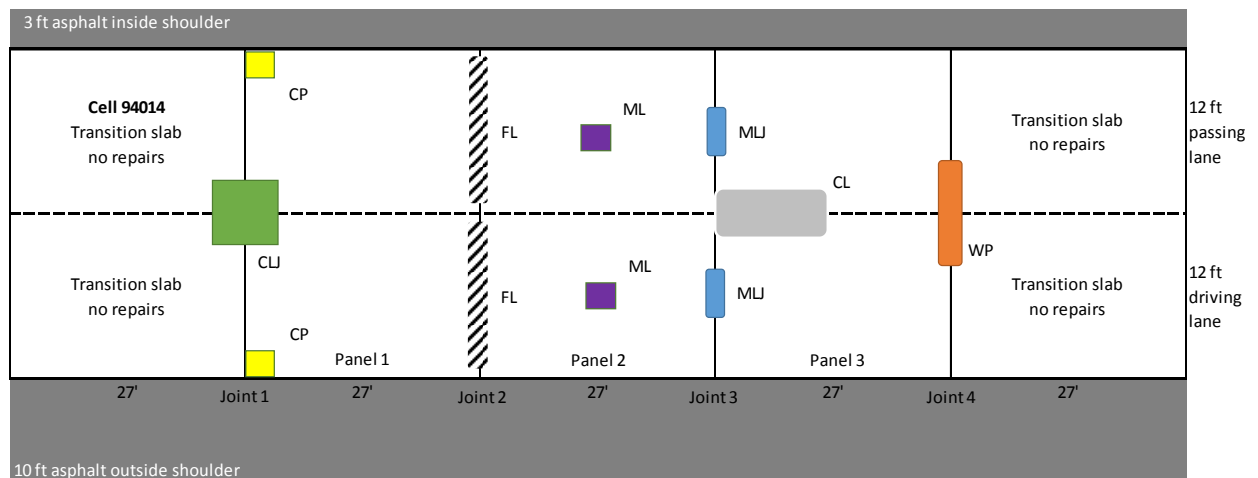 3 ft asphalt inside shoulder
CP
Cell 94014
Transition slab
no repairs
FL
ML
MLJ
CL
Transition slab
no repairs
12 ft
passing
lane
CLJ
WP
Transition slab
no repairs
CP
FL
ML
MLJ
Transition slab
no repairs
12 ft
driving
lane
Panel 1
Panel 2
Panel 3
27'
Joint 1
27'
Joint 2
27'
Joint 3
27'
Joint 4
27'
10 ft asphalt outside shoulder